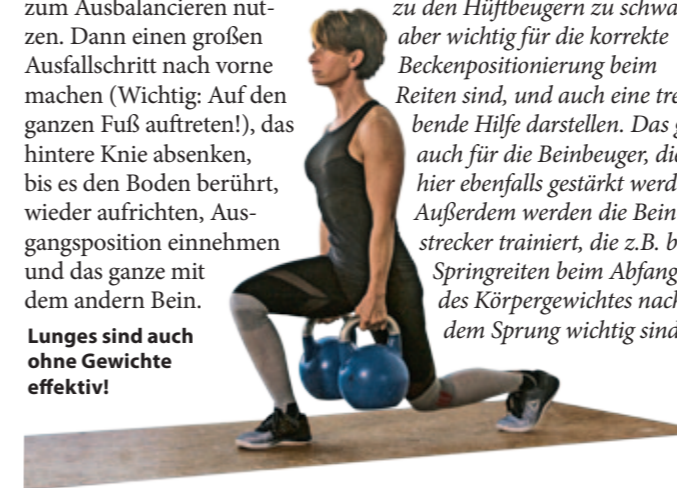 zum Ausbalancieren nut-
zen. Dann einen großen
Ausfallschritt nach vorne
machen (Wichtig: Auf den
ganzen Fuß auftreten!), das
hintere Knie absenken,
bis es den Boden berührt,
wieder aufrichten, Aus-
gangsposition einnehmen
und das ganze mit
dem andern Bein.
Lunges sind auch
ohne Gewichte
effektiv!
zu den Hüftbeugern zu
aber wichtig für die korrekte
Beckenpositionierung beim
Reiten sind, und auch eine
bende Hilfe darstellen. Das
auch für die Beinbeuger,
hier ebenfalls gestärkt
Außerdem werden die
strecker trainiert, die z.B.
Springreiten beim
des Körpergewichtes
dem Sprung wichtig sind